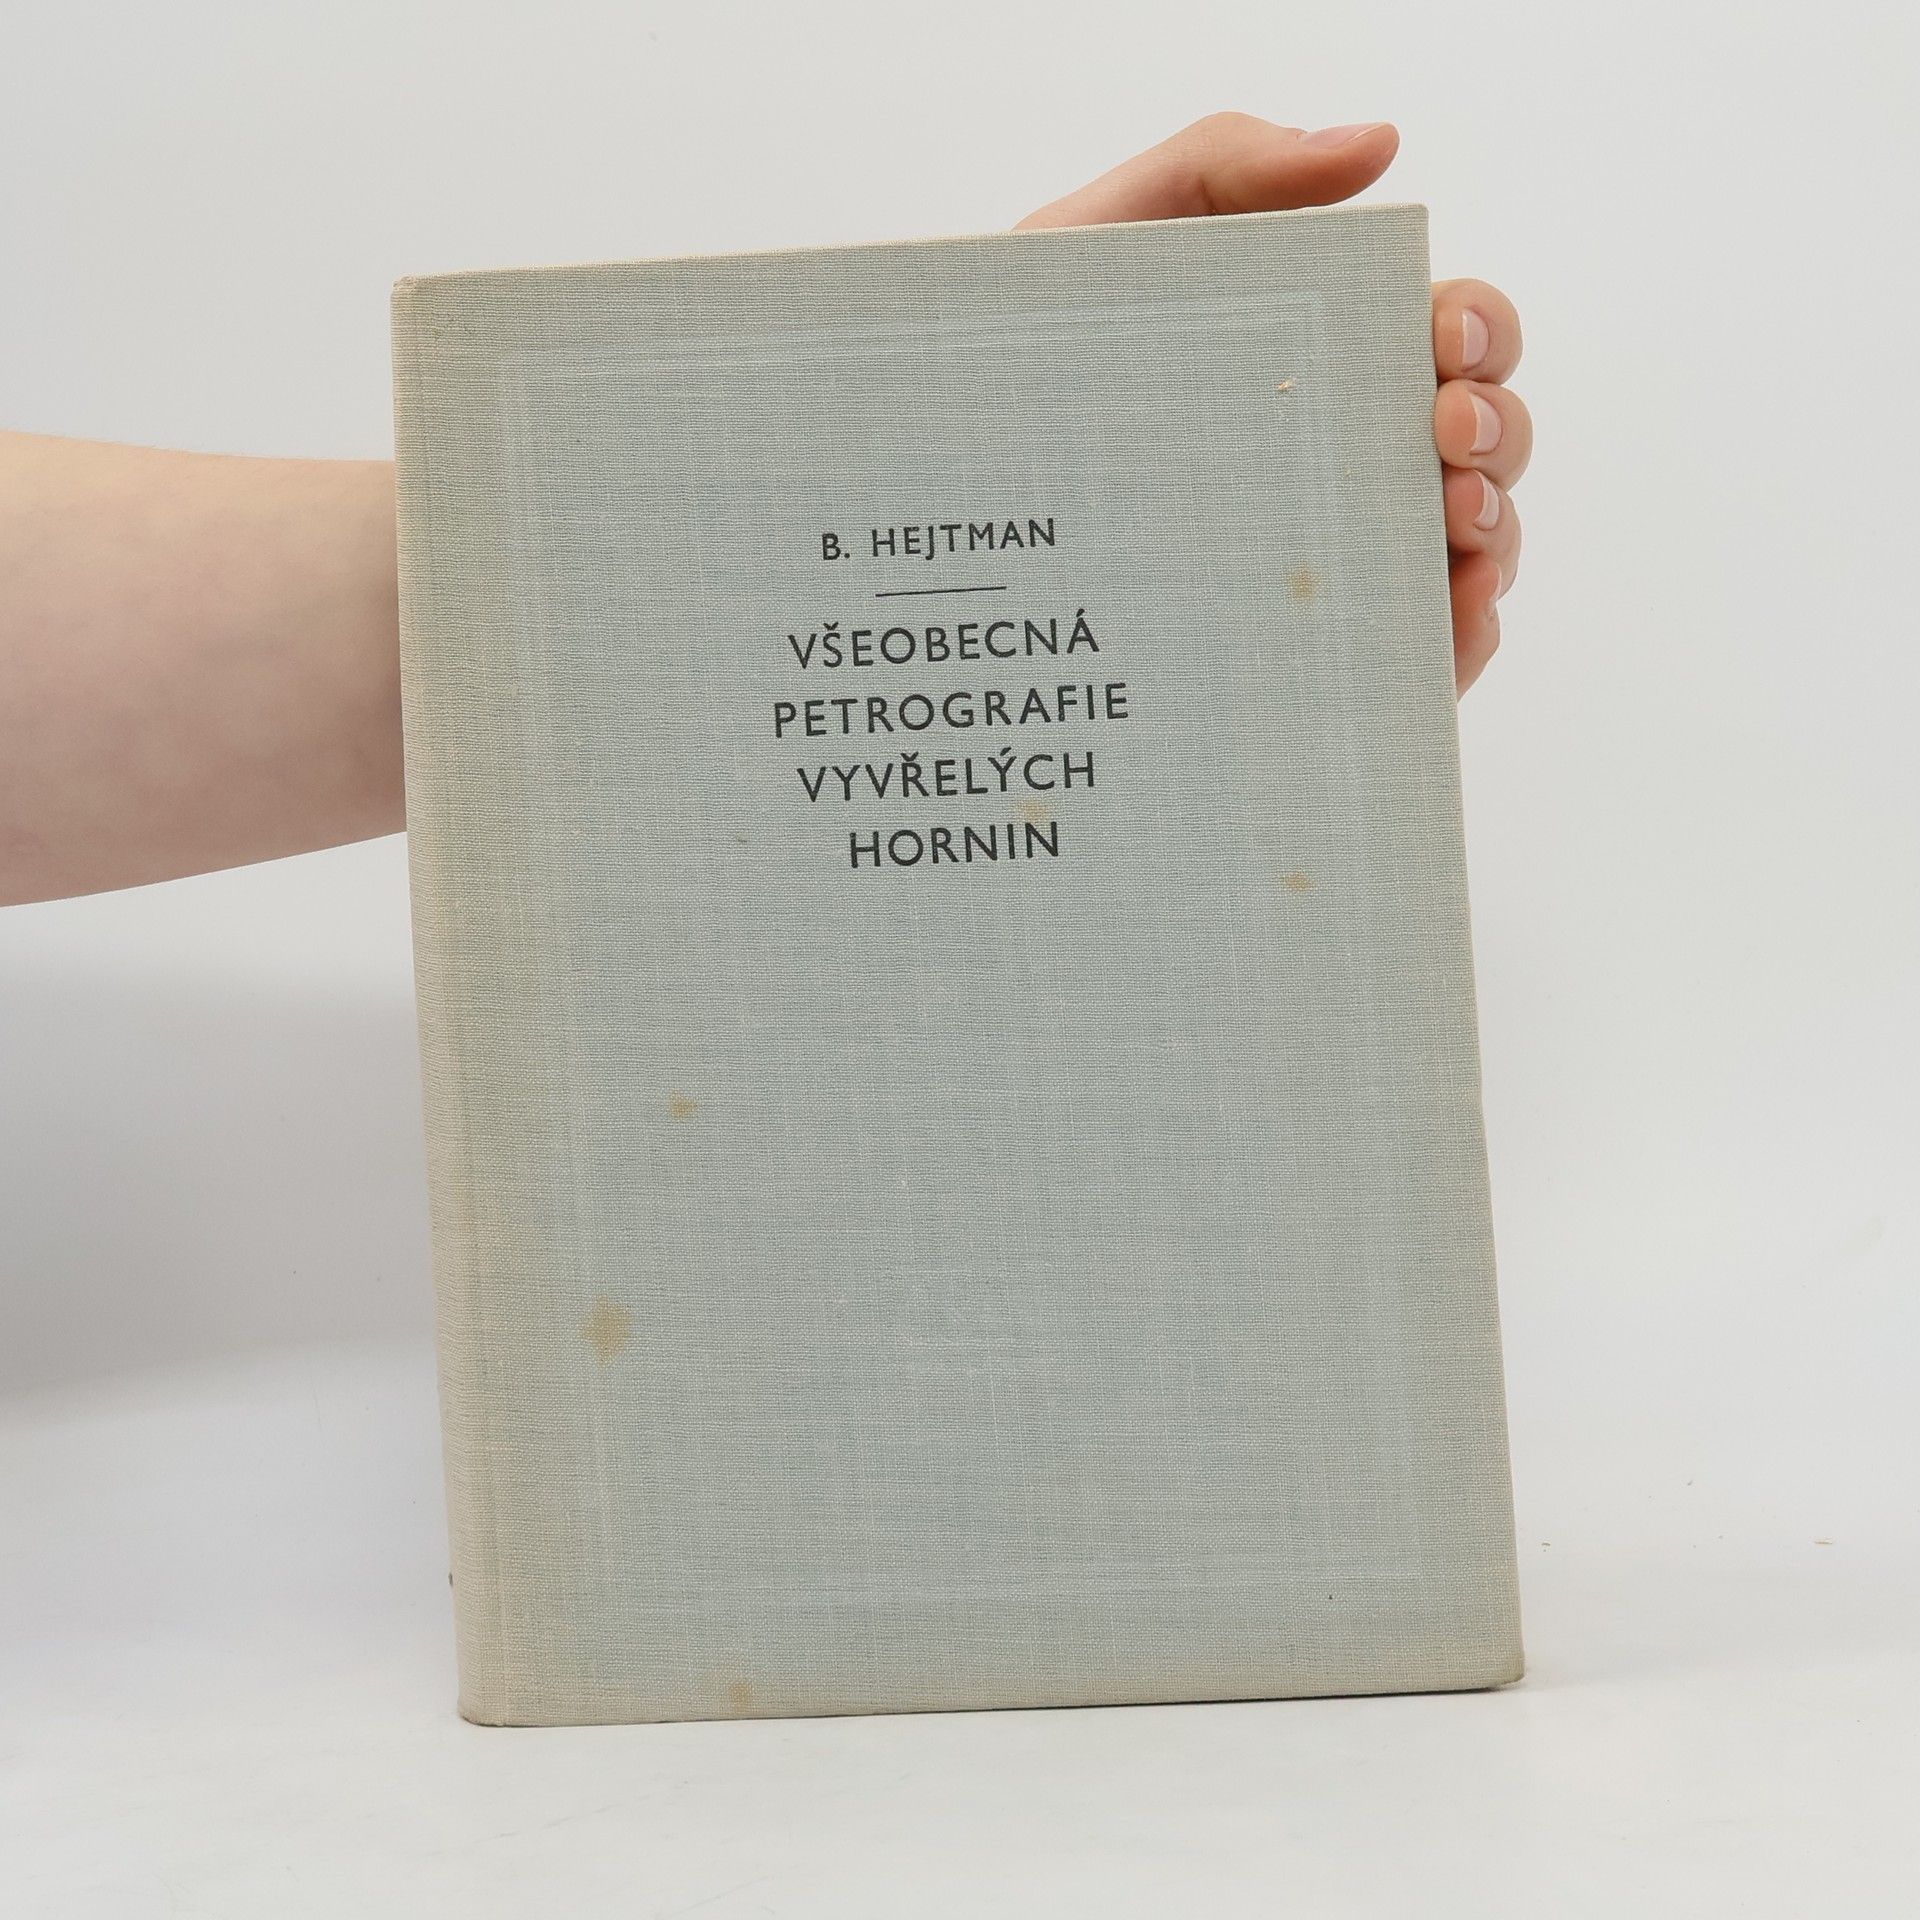 B. HEJTMAN
VŠEOBECNÁ
PETROGRAFIE
VYVŘELÝCH
HORNIN